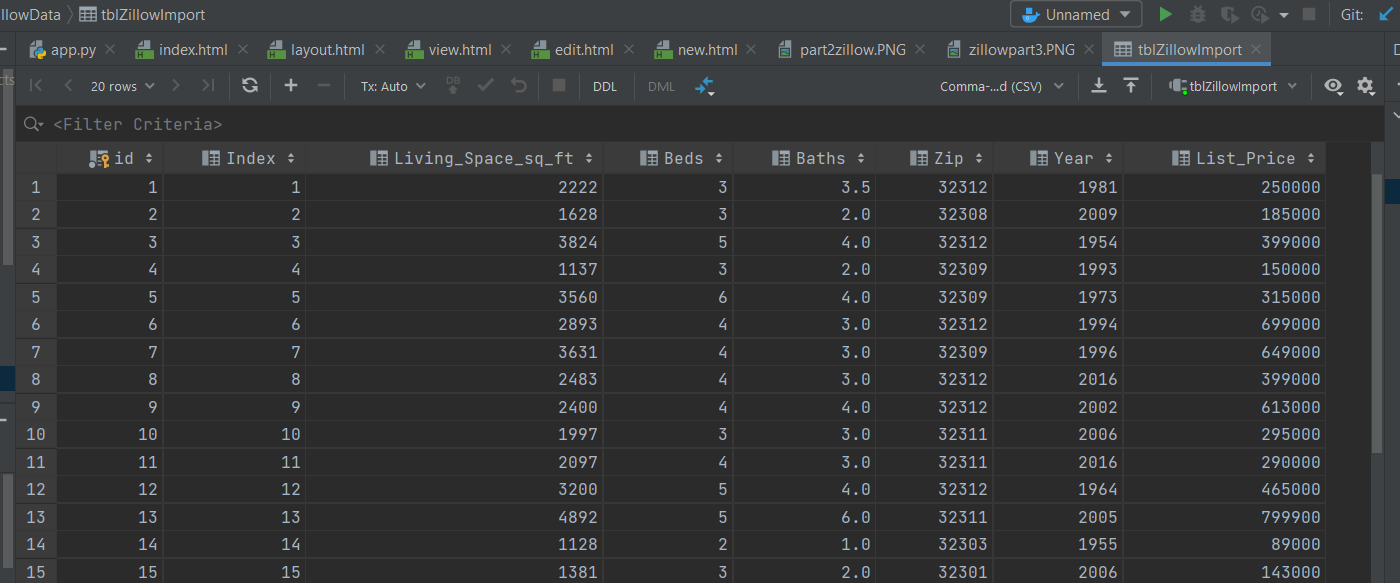 llowData tblZillowImport Unnamed Git:
app.py index.html layout.html view.html edit.html new.html part2zillow.PNG zillowpart3.PNG tblZillowImport
20 rows Tx: Auto DB DDL DML Comma-...d (CSV) tblZillowImport
<Filter Criteria>
id Index Living_Space_sq_ft Beds Baths Zip Year List_Price
1 1 1 2222 3 3.5 32312 1981 250000
2 2 2 1628 3 2.0 32308 2009 185000
3 3 3 3824 5 4.0 32312 1954 399000
4 4 4 1137 3 2.0 32309 1993 150000
5 5 5 3560 6 4.0 32309 1973 315000
6 6 6 2893 4 3.0 32312 1994 699000
7 7 7 3631 4 3.0 32309 1996 649000
8 8 8 2483 4 3.0 32312 2016 399000
9 9 9 2400 4 4.0 32312 2002 613000
10 10 10 1997 3 3.0 32311 2006 295000
11 11 11 2097 4 3.0 32311 2016 290000
12 12 12 3200 5 4.0 32312 1964 465000
13 13 13 4892 5 6.0 32311 2005 799900
14 14 14 1128 2 1.0 32303 1955 89000
15 15 15 1381 3 2.0 32301 2006 143000